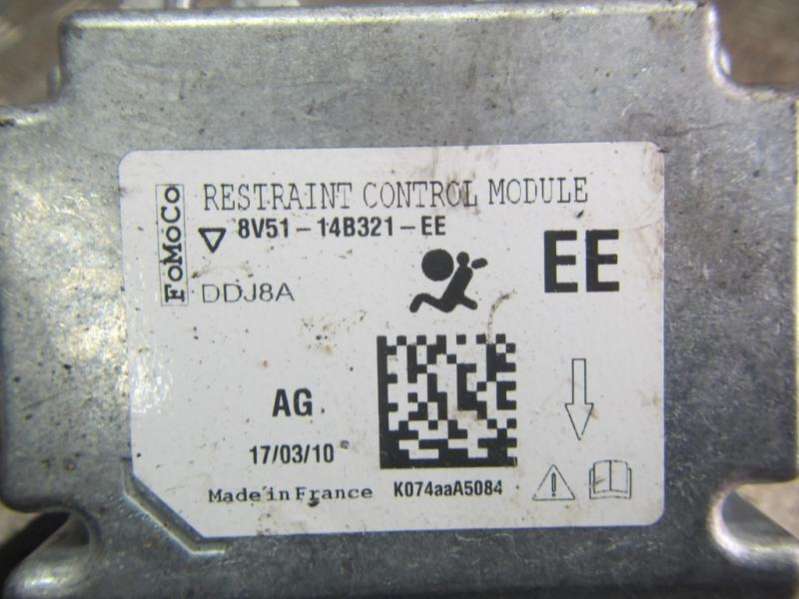 FoMoCo
RESTRAINT CONTROL MODULE
8V51-14B321-EE
EE
DDJ8A
AG
17/03/10
Made in France
K074aaA5084